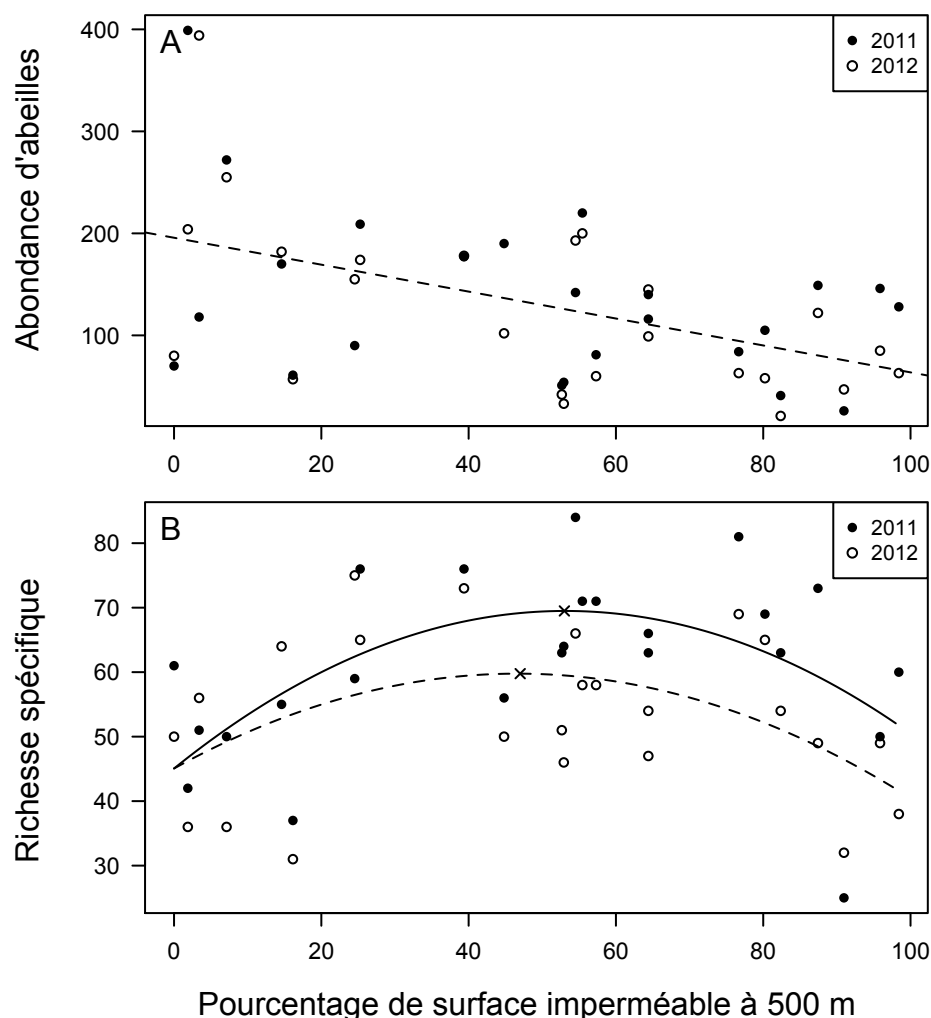 Abondance d'abeilles
400
300
200
100
A
2011
2012
0 20 40 60 80 100
Richesse spécifique
80
70
60
50
40
30
B
2011
2012
0 20 40 60 80 100
Pourcentage de surface imperméable à 500 m